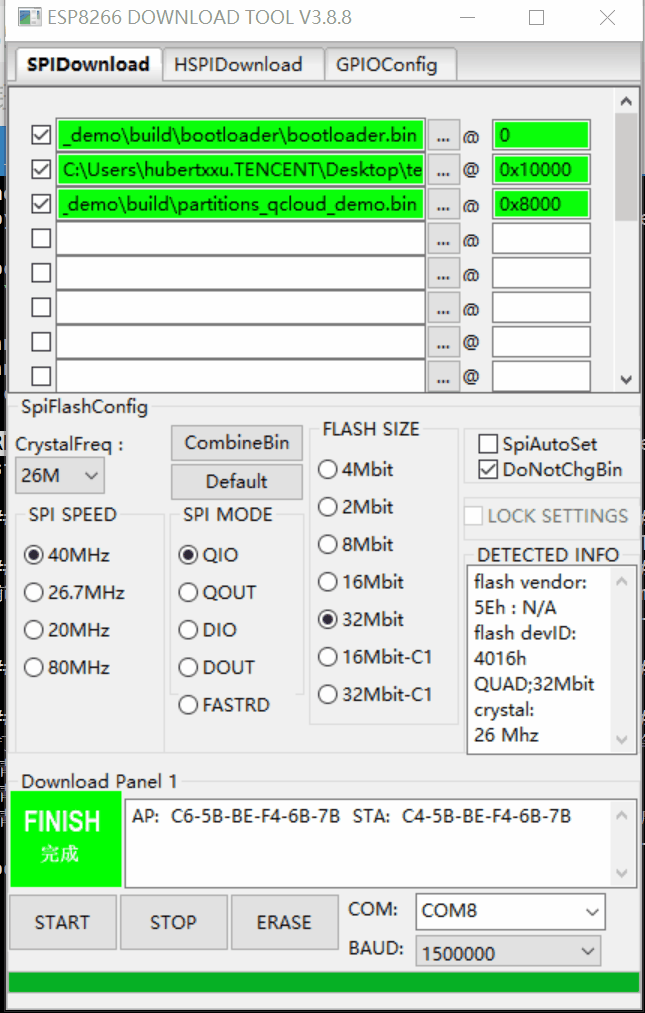 ESP8266 DOWNLOAD TOOL V3.8.8
SPIDownload HSPIDownload GPIOConfig
_demo\build\bootloader\bootloader.bin ... @ 0
C:\Users\hubertxxu.TENCENT\Desktop\te ... @ 0x10000
_demo\build\partitions_qcloud_demo.bin ... @ 0x8000
... @
... @
... @
... @
... @
SpiFlashConfig
CrystalFreq :
26M
CombineBin
Default
SPI SPEED
40MHz
26.7MHz
20MHz
80MHz
SPI MODE
QIO
QOUT
DIO
DOUT
FASTRD
FLASH SIZE
4Mbit
2Mbit
8Mbit
16Mbit
32Mbit
16Mbit-C1
32Mbit-C1
SpiAutoSet
DoNotChgBin
LOCK SETTINGS
DETECTED INFO
flash vendor:
5Eh : N/A
flash devID:
4016h
QUAD;32Mbit
crystal:
26 Mhz
Download Panel 1
FINISH
完成
AP: C6-5B-BE-F4-6B-7B STA: C4-5B-BE-F4-6B-7B
START STOP ERASE
COM: COM8
BAUD: 1500000